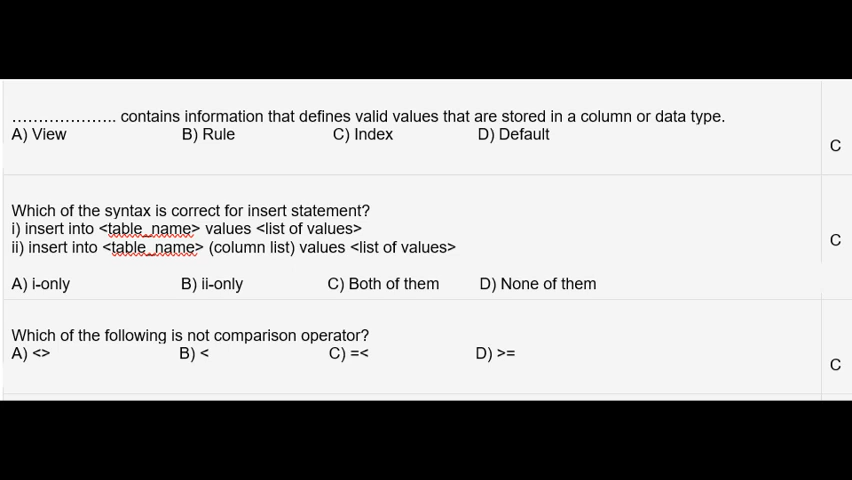 ………………… contains information that defines valid values that are stored in a column or data type.
A) View B) Rule C) Index D) Default
C
Which of the syntax is correct for insert statement?
i) insert into <table_name> values <list of values>
ii) insert into <table_name> (column list) values <list of values>
C
A) i-only B) ii-only C) Both of them D) None of them
Which of the following is not comparison operator?
A) <> B) < C) =< D) >=
C